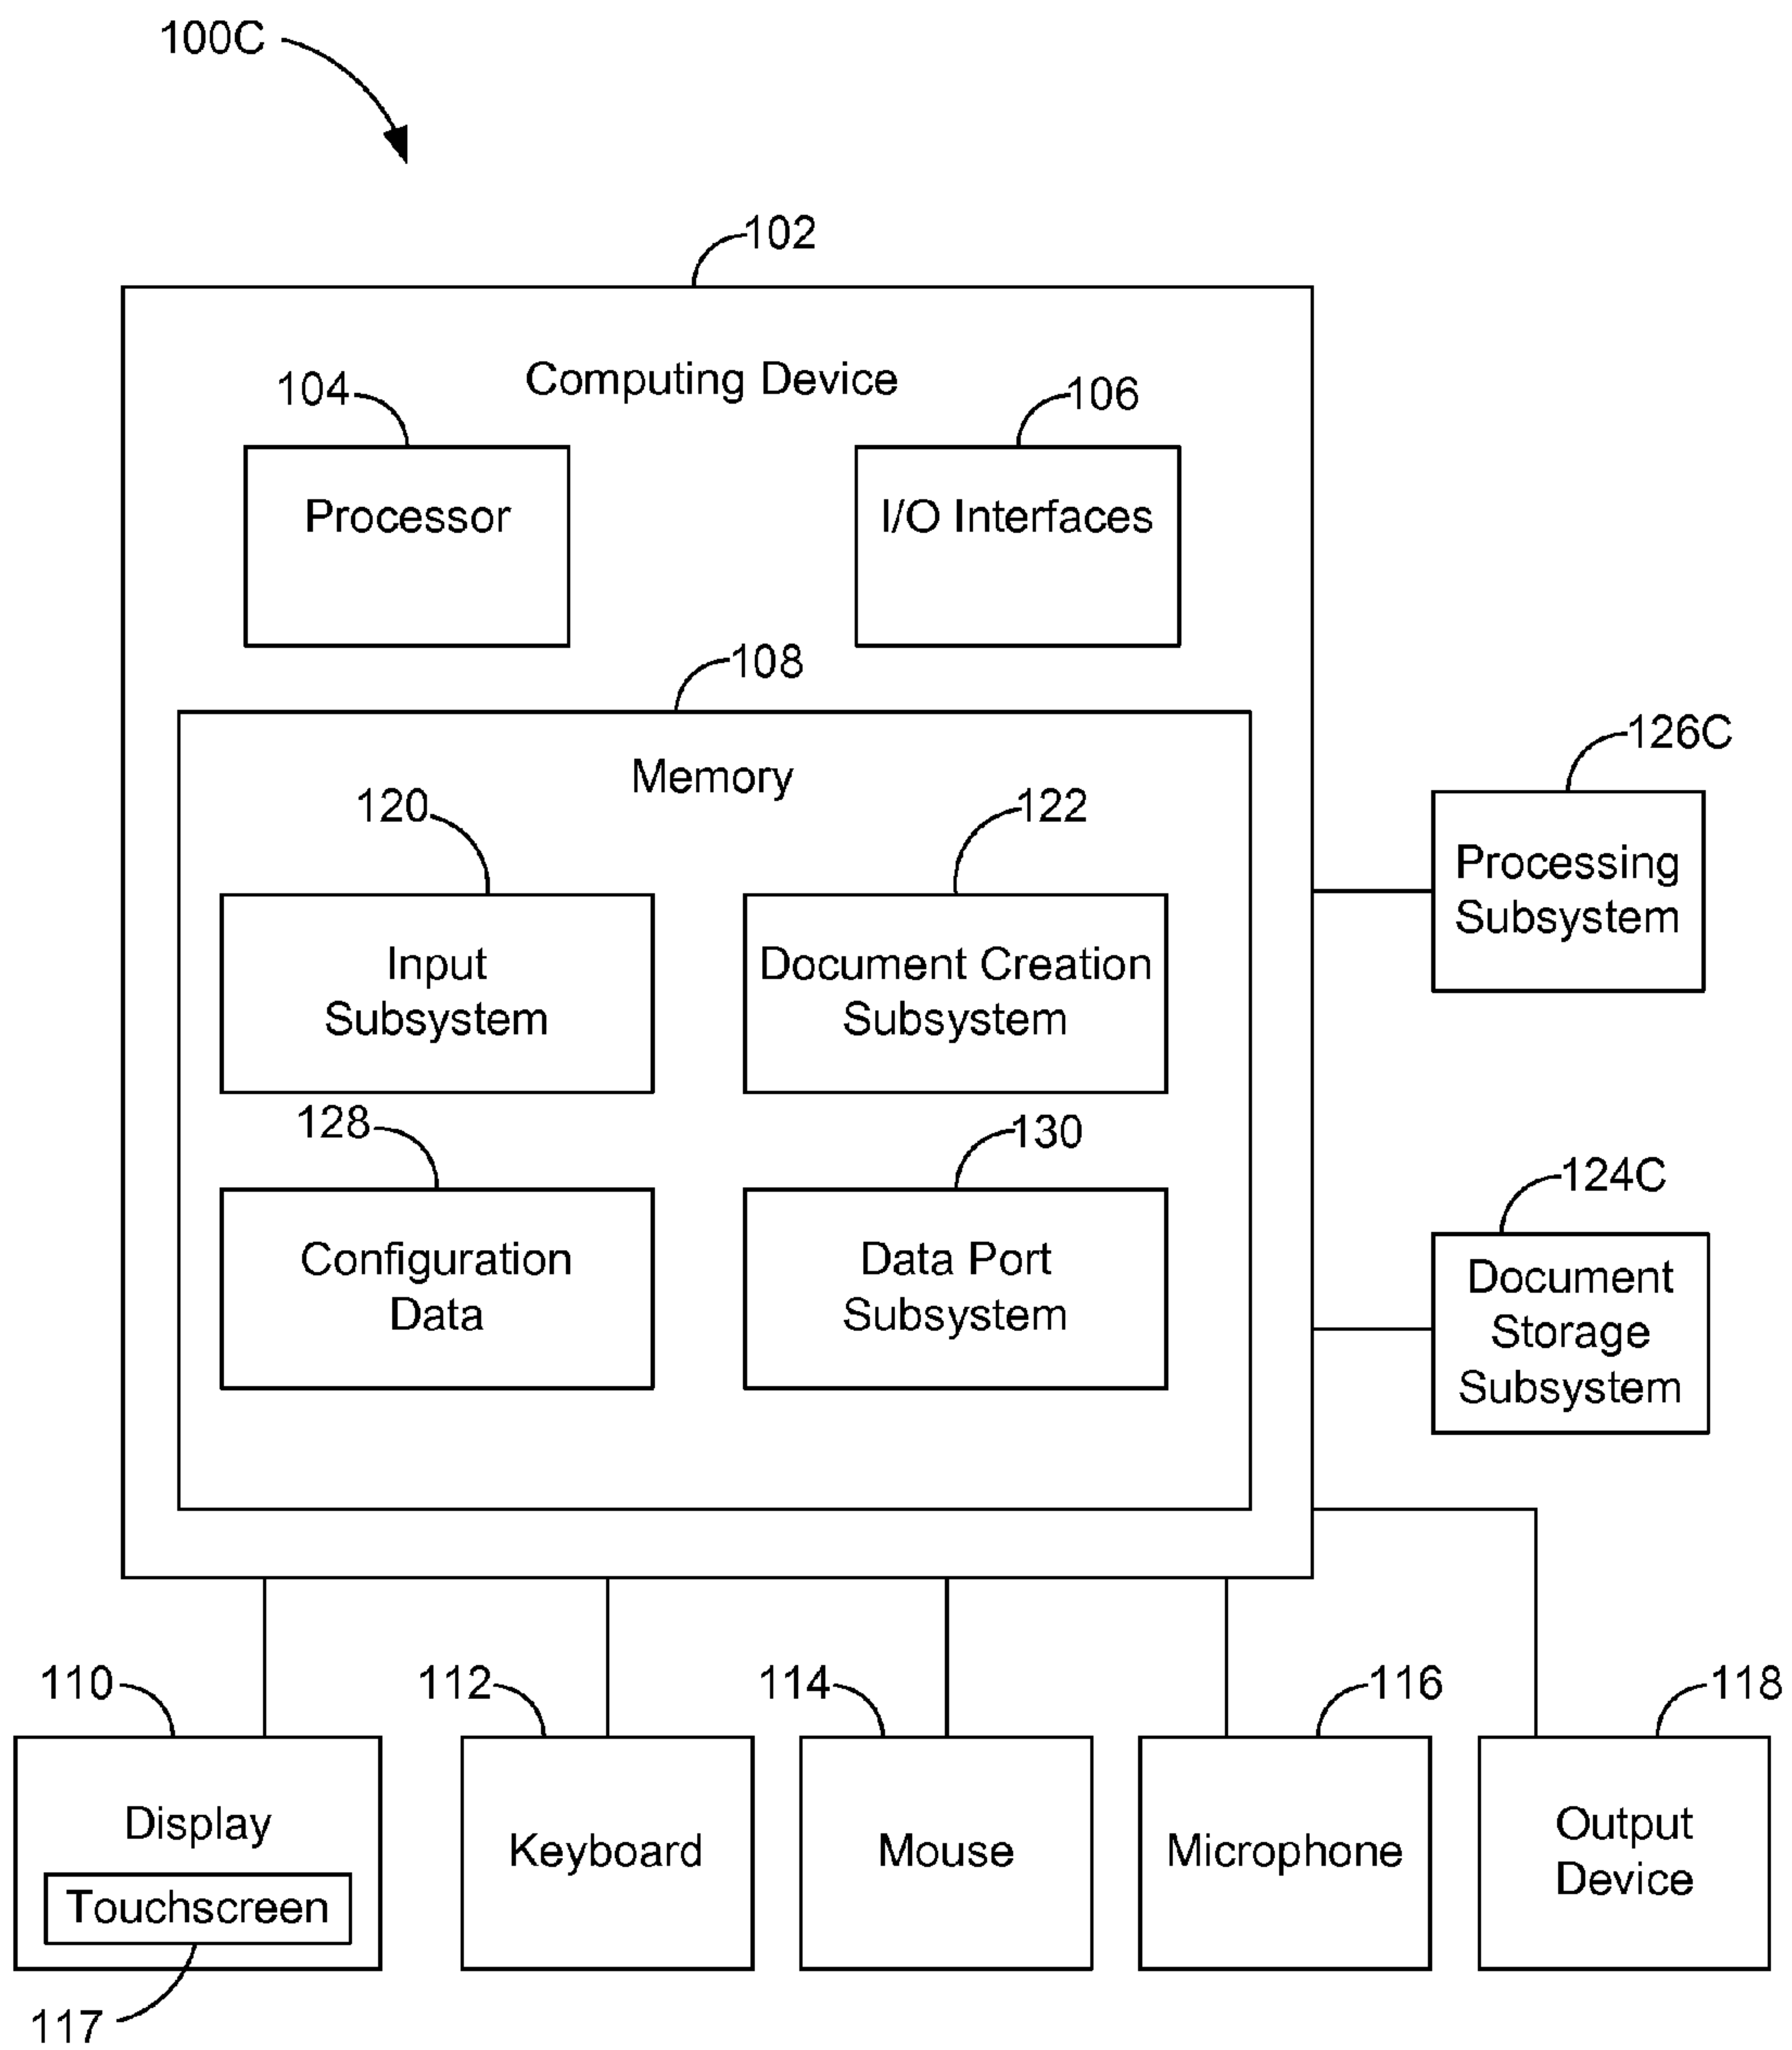 100C
102
Computing Device
104
106
Processor
I/O Interfaces
108
Memory
126C
Processing
Subsystem
120
122
Input
Subsystem
Document Creation
Subsystem
128
130
Configuration
Data
Data Port
Subsystem
124C
Document
Storage
Subsystem
110
112
114
116
118
Display
Touchscreen
117
Keyboard
Mouse
Microphone
Output
Device